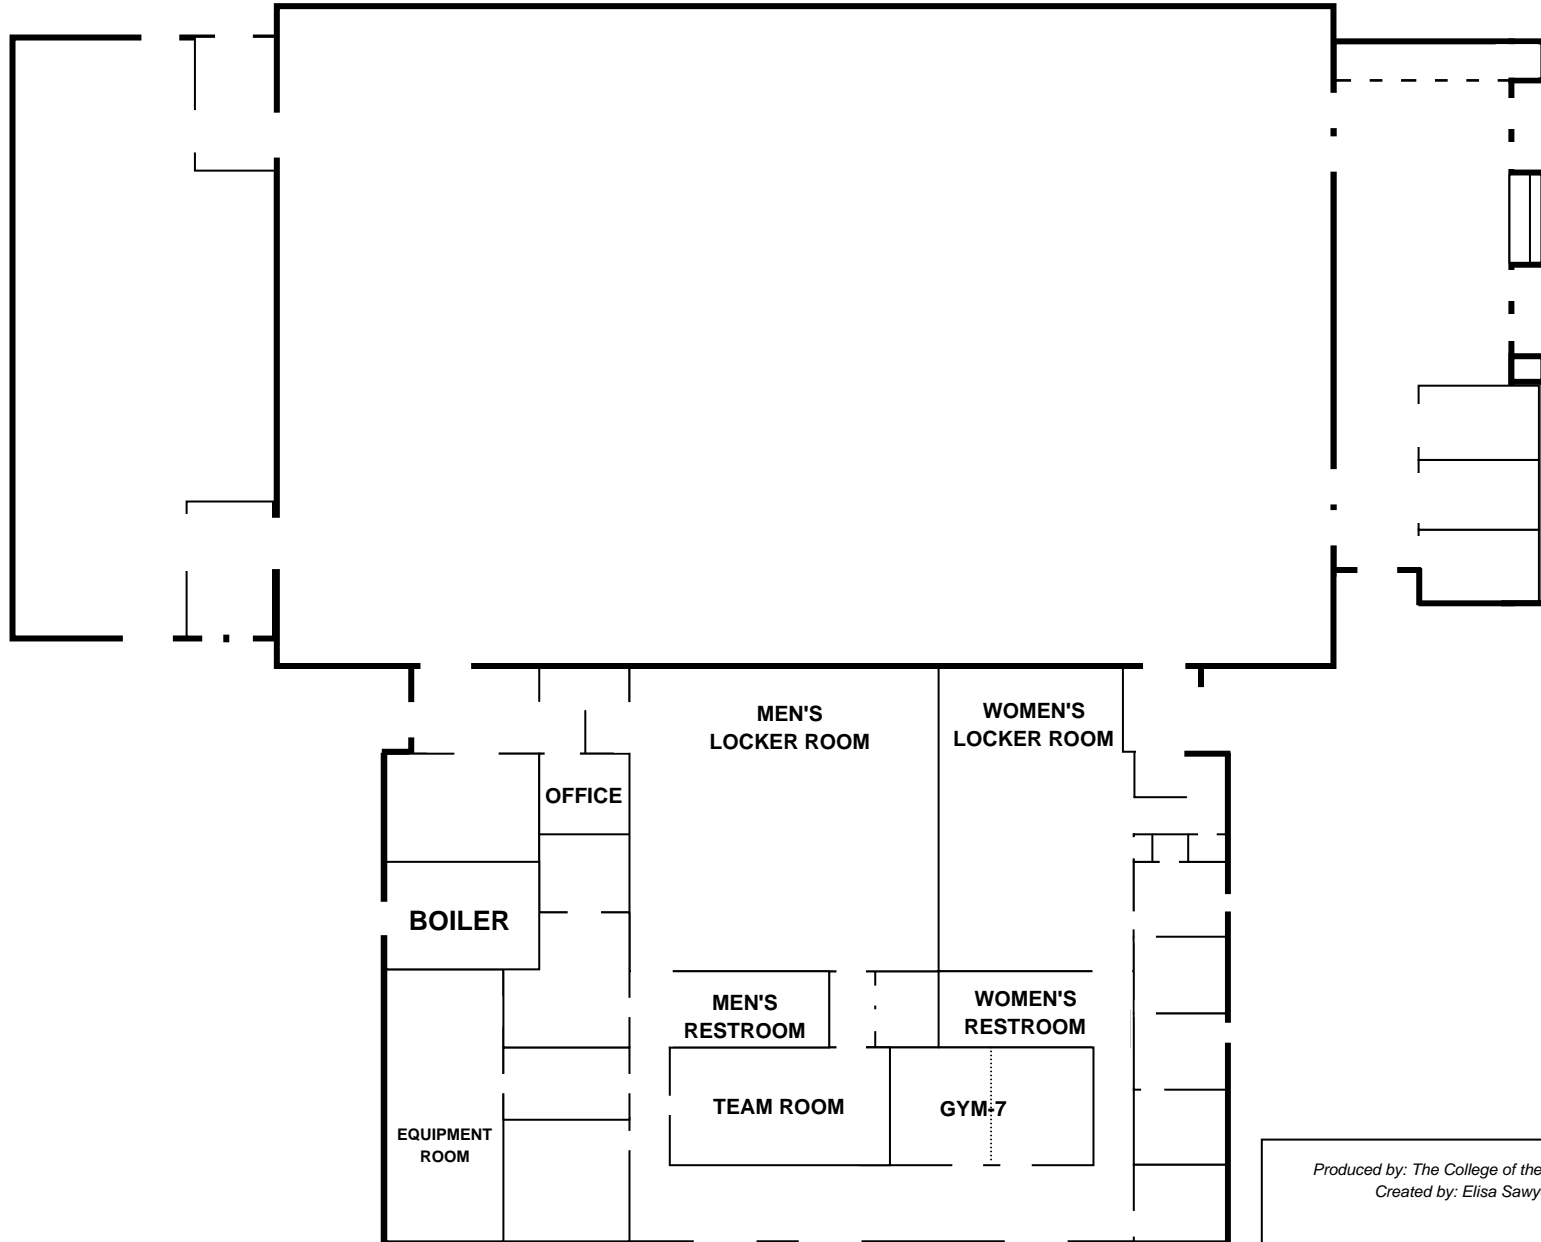 MEN'S
LOCKER ROOM
WOMEN'S
LOCKER ROOM
OFFICE
BOILER
MEN'S
RESTROOM
WOMEN'S
RESTROOM
TEAM ROOM
GYM-7
EQUIPMENT
ROOM
Produced by: The College of the
Created by: Elisa Sawy